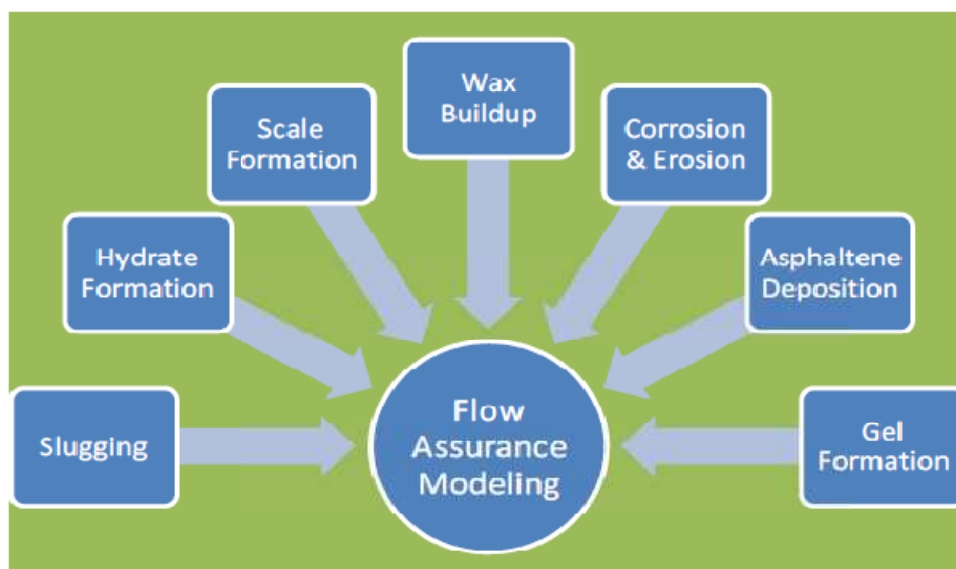 Wax
Buildup
Scale
Formation
Corrosion
& Erosion
Hydrate
Formation
Asphaltene
Deposition
Slugging
Flow
Assurance
Modeling
Gel
Formation